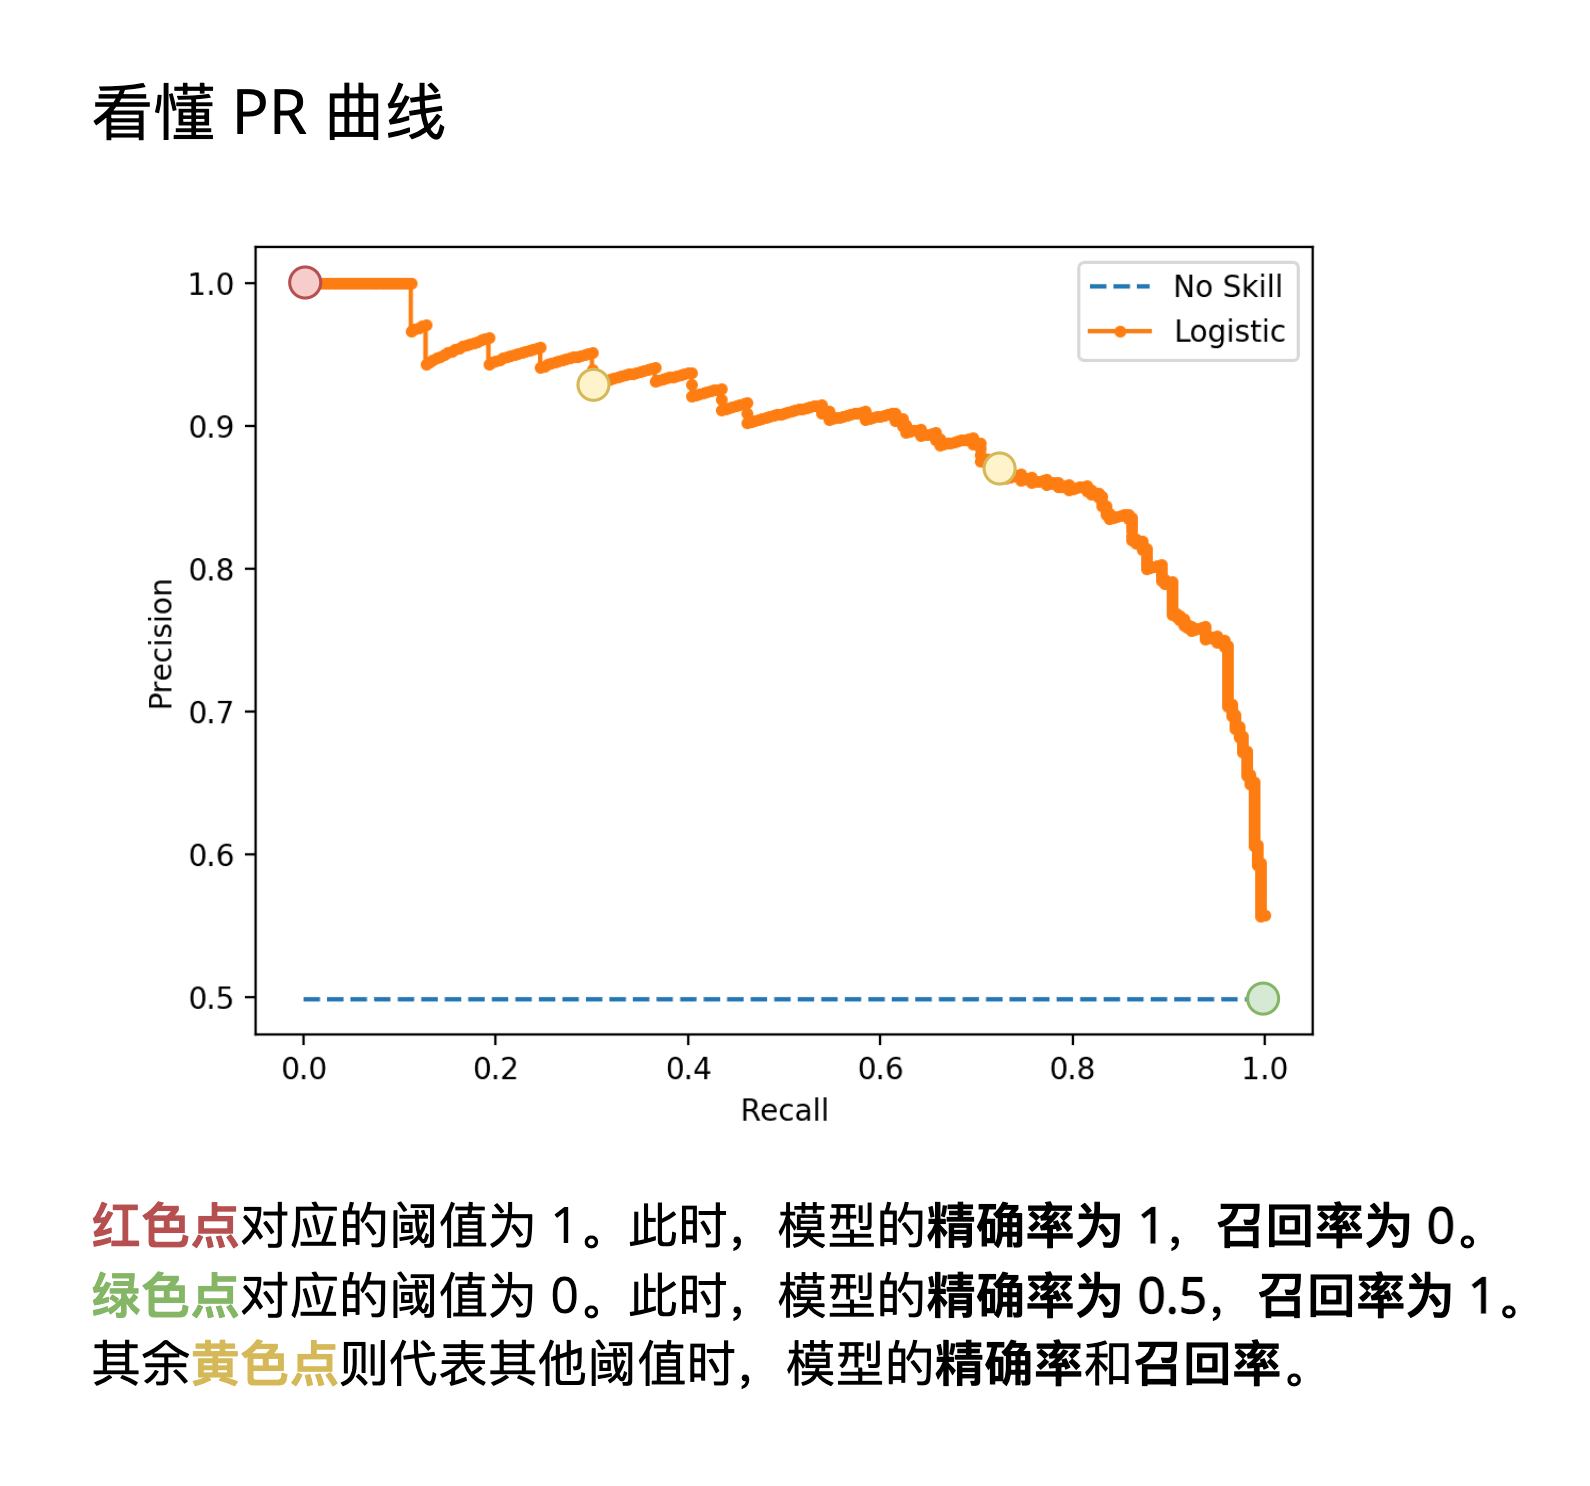 看懂 PR 曲线
1.0
0.9
0.8
0.7
0.6
0.5
Precision
No Skill
Logistic
0.0 0.2 0.4 0.6 0.8 1.0
Recall
红色点对应的阈值为 1。此时，模型的精确率为 1，召回率为 0。
绿色点对应的阈值为 0。此时，模型的精确率为 0.5，召回率为 1。
其余黄色点则代表其他阈值时，模型的精确率和召回率。